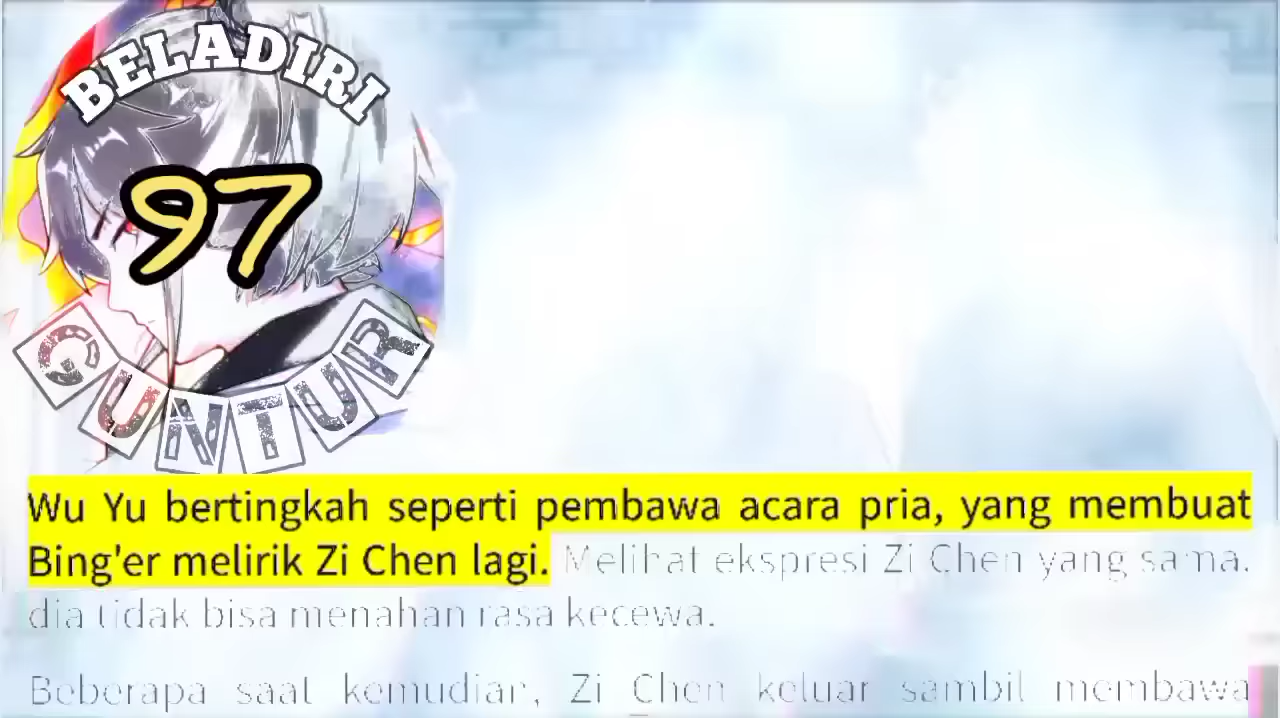 BELADIRI
97
GUNTUR
Wu Yu bertingkah seperti pembawa acara pria, yang membuat
Bing'er melirik Zi Chen lagi. Melihat ekspresi Zi Chen yang sama,
dia tidak bisa menahan rasa kecewa.
Beberapa saat kemudian, Zi Chen keluar sambil membawa